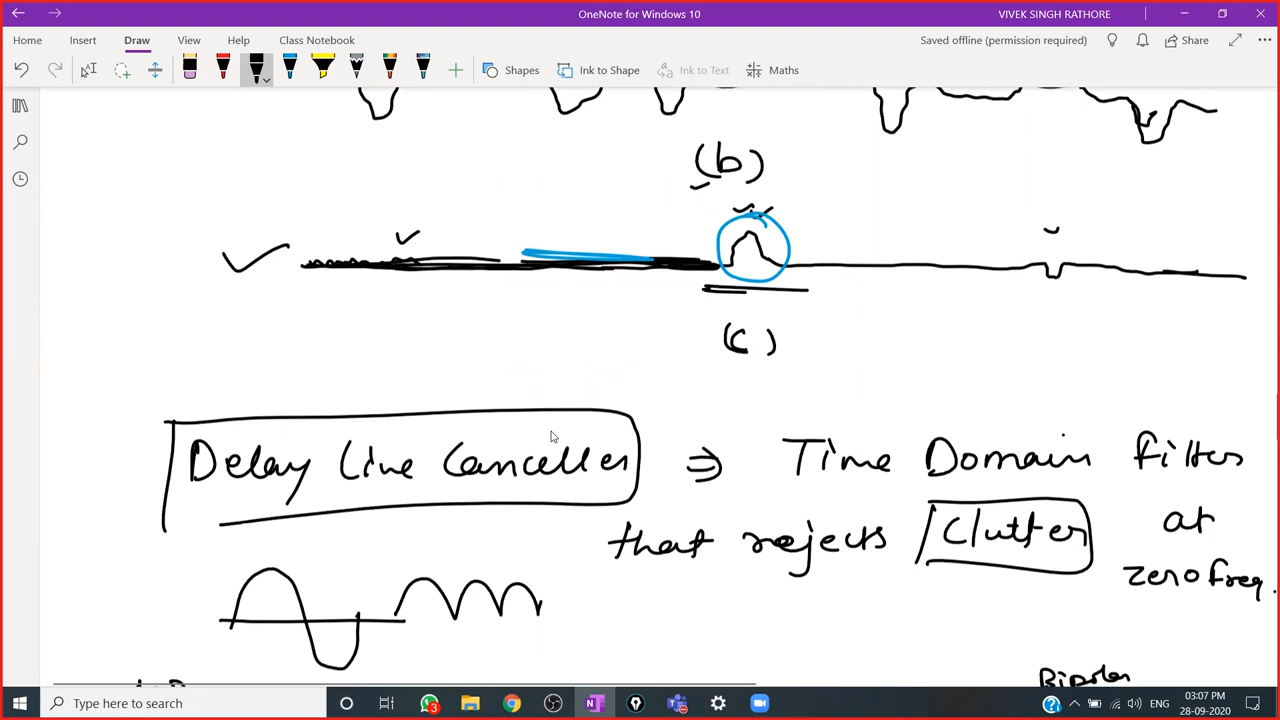 OneNote for Windows 10
VIVEK SINGH RATHORE
Home Insert Draw View Help Class Notebook
Saved offline (permission required) Share
Shapes Ink to Shape Ink to Text Maths
(b)
(c)
Delay Line Canceller ⇒ Time Domain filter
that rejects Clutter at
zero freq.
Bipolar
3
Type here to search
ENG
03:07 PM
28-09-2020